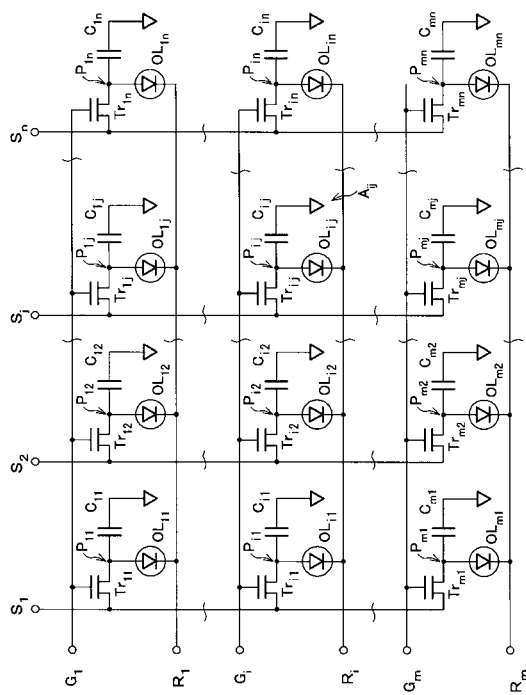 S1 S2 Sj Sn
P11 C11 P12 C12 P1j C1j P1n C1n
G1
Tr11 OL11 Tr12 OL12 Tr1j OL1j Tr1n OL1n
R1
Pi1 Ci1 Pi2 Ci2 Pij Cij Pin Cin
Gi
Tri1 OLi1 Tri2 OLi2 Trij OLij Trin OLin
Aij
Ri
Pm1 Cm1 Pm2 Cm2 Pmj Cmj Pmn Cmn
Gm
Trm1 OLm1 Trm2 OLm2 Trmj OLmj Trmn OLmn
Rm